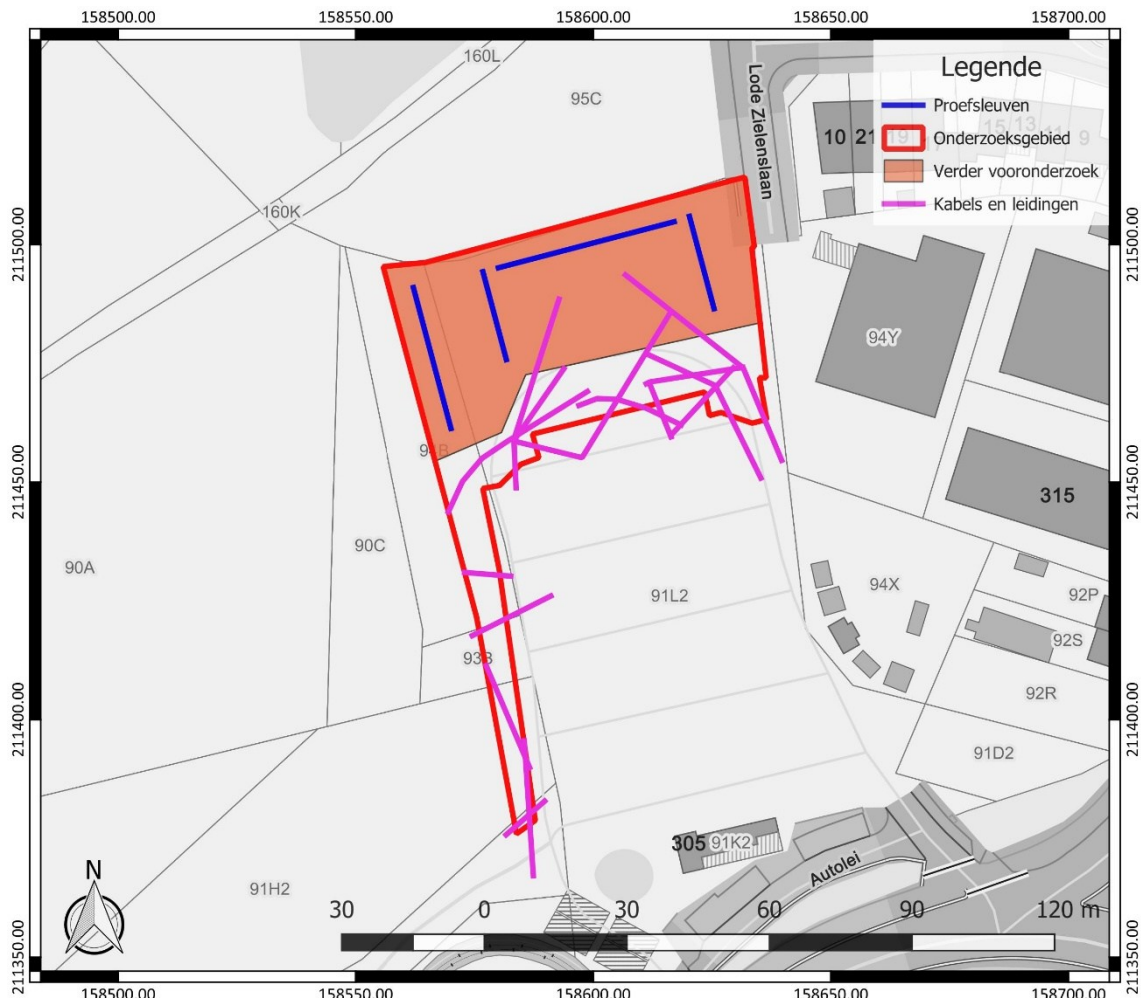 158500.00 158550.00 158600.00 158650.00 158700.00
160L
95C
Lode Zielenslaan
Legende
Proefsleuven
Onderzoeksgebied
Verder vooronderzoek
Kabels en leidingen
10 21 19 17 15 13 11 9
160K
211500.00
211500.00
94Y
211450.00
211450.00
315
90C
90A
91L2
94X
92P
92S
93B
92R
211400.00
211400.00
91D2
305 91K2
Autolei
91H2
N
30 0 30 60 90 120 m
211350.00
211350.00
158500.00 158550.00 158600.00 158650.00 158700.00